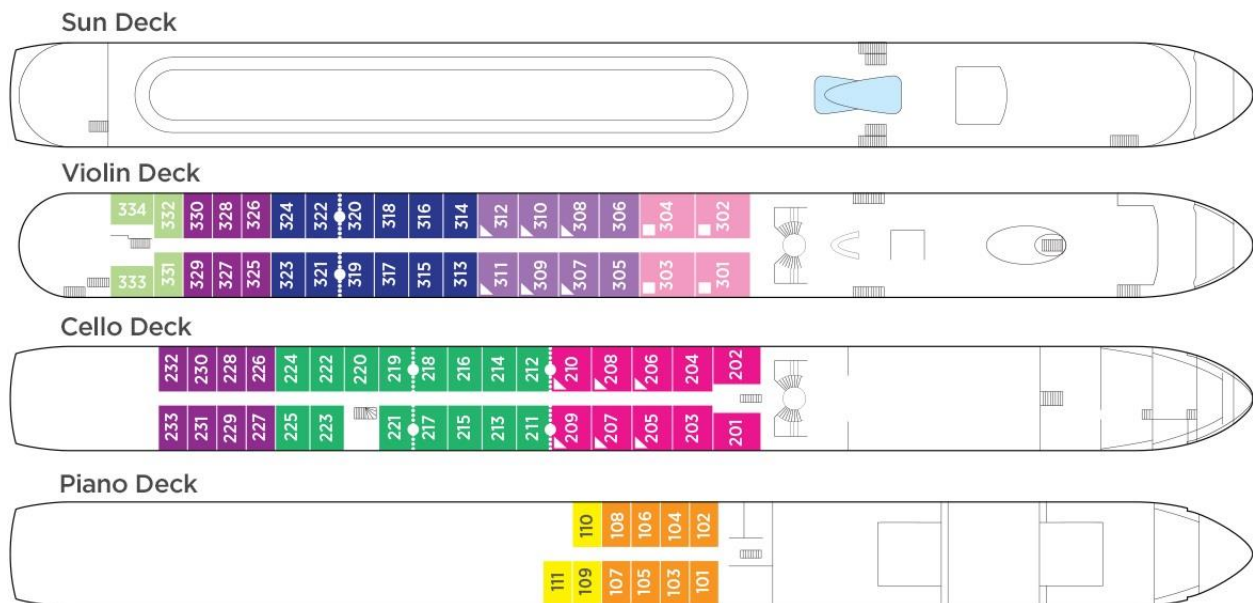 Sun Deck
Violin Deck
334 332 330 328 326 324 322 320 318 316 314 312 310 308 306 304 302
333 331 329 327 325 323 321 319 317 315 313 311 309 307 305 303 301
Cello Deck
232 230 228 226 224 222 220 219 218 216 214 212 210 208 206 204 202
233 231 229 227 225 223 221 217 215 213 211 209 207 205 203 201
Piano Deck
110 108 106 104 102
111 109 107 105 103 101